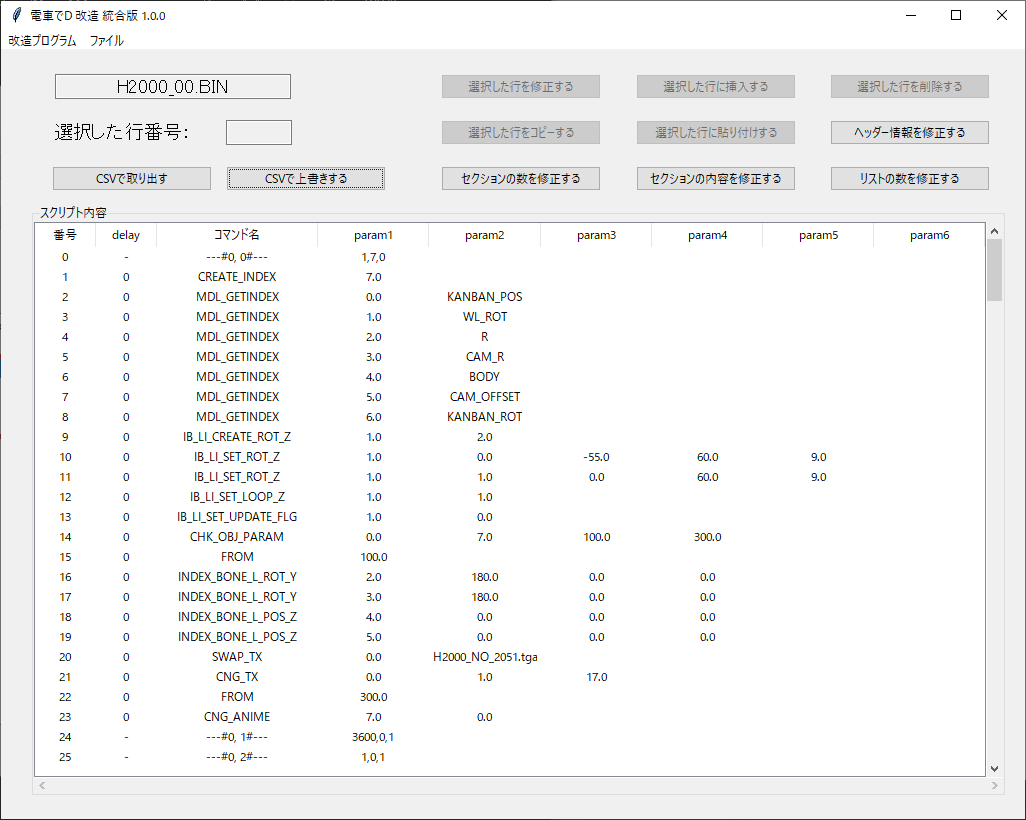 電車でD 改造 統合版 1.0.0
改造プログラム ファイル
H2000_00.BIN 選択した行を修正する 選択した行に挿入する 選択した行を削除する
選択した行番号: 選択した行をコピーする 選択した行に貼り付けする ヘッダー情報を修正する
CSVで取り出す CSVで上書きする セクションの数を修正する セクションの内容を修正する リストの数を修正する
スクリプト内容
番号 delay コマンド名 param1 param2 param3 param4 param5 param6
0 - ---#0, 0#--- 1,7,0
1 0 CREATE_INDEX 7.0
2 0 MDL_GETINDEX 0.0 KANBAN_POS
3 0 MDL_GETINDEX 1.0 WL_ROT
4 0 MDL_GETINDEX 2.0 R
5 0 MDL_GETINDEX 3.0 CAM_R
6 0 MDL_GETINDEX 4.0 BODY
7 0 MDL_GETINDEX 5.0 CAM_OFFSET
8 0 MDL_GETINDEX 6.0 KANBAN_ROT
9 0 IB_LI_CREATE_ROT_Z 1.0 2.0
10 0 IB_LI_SET_ROT_Z 1.0 0.0 -55.0 60.0 9.0
11 0 IB_LI_SET_ROT_Z 1.0 1.0 0.0 60.0 9.0
12 0 IB_LI_SET_LOOP_Z 1.0 1.0
13 0 IB_LI_SET_UPDATE_FLG 1.0 0.0
14 0 CHK_OBJ_PARAM 0.0 7.0 100.0 300.0
15 0 FROM 100.0
16 0 INDEX_BONE_L_ROT_Y 2.0 180.0 0.0 0.0
17 0 INDEX_BONE_L_ROT_Y 3.0 180.0 0.0 0.0
18 0 INDEX_BONE_L_POS_Z 4.0 0.0 0.0 0.0
19 0 INDEX_BONE_L_POS_Z 5.0 0.0 0.0 0.0
20 0 SWAP_TX 0.0 H2000_NO_2051.tga
21 0 CNG_TX 0.0 1.0 17.0
22 0 FROM 300.0
23 0 CNG_ANIME 7.0 0.0
24 - ---#0, 1#--- 3600,0,1
25 - ---#0, 2#--- 1,0,1